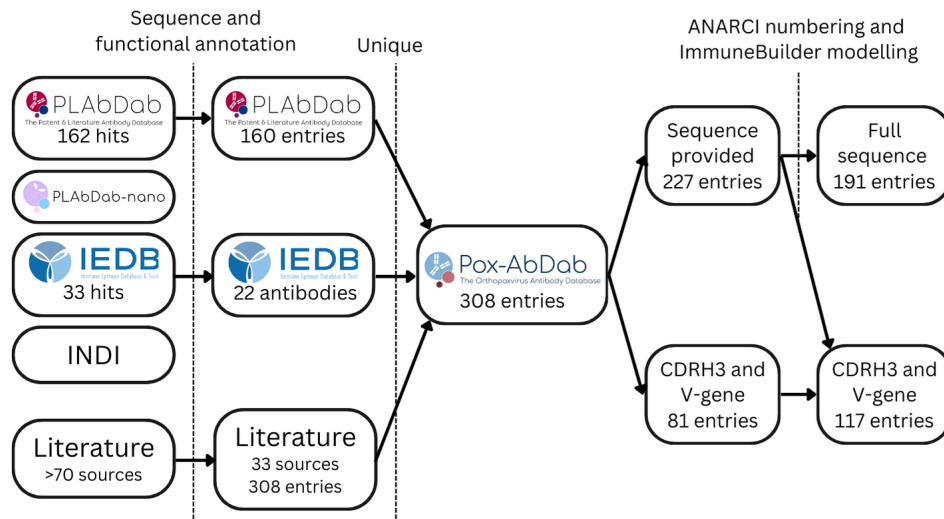 Sequence and
functional annotation
Unique
ANARCI numbering and
ImmuneBuilder modelling
PLAbDab
The Patent & Literature Antibody Database
162 hits
PLAbDab
The Patent & Literature Antibody Database
160 entries
PLAbDab-nano
IEDB
Immune Epitope Database & Tool
33 hits
IEDB
Immune Epitope Database & Tool
22 antibodies
INDI
Literature
>70 sources
Literature
33 sources
308 entries
Pox-AbDab
The Orthopoxvirus Antibody Database
308 entries
Sequence
provided
227 entries
Full
sequence
191 entries
CDRH3 and
V-gene
81 entries
CDRH3 and
V-gene
117 entries